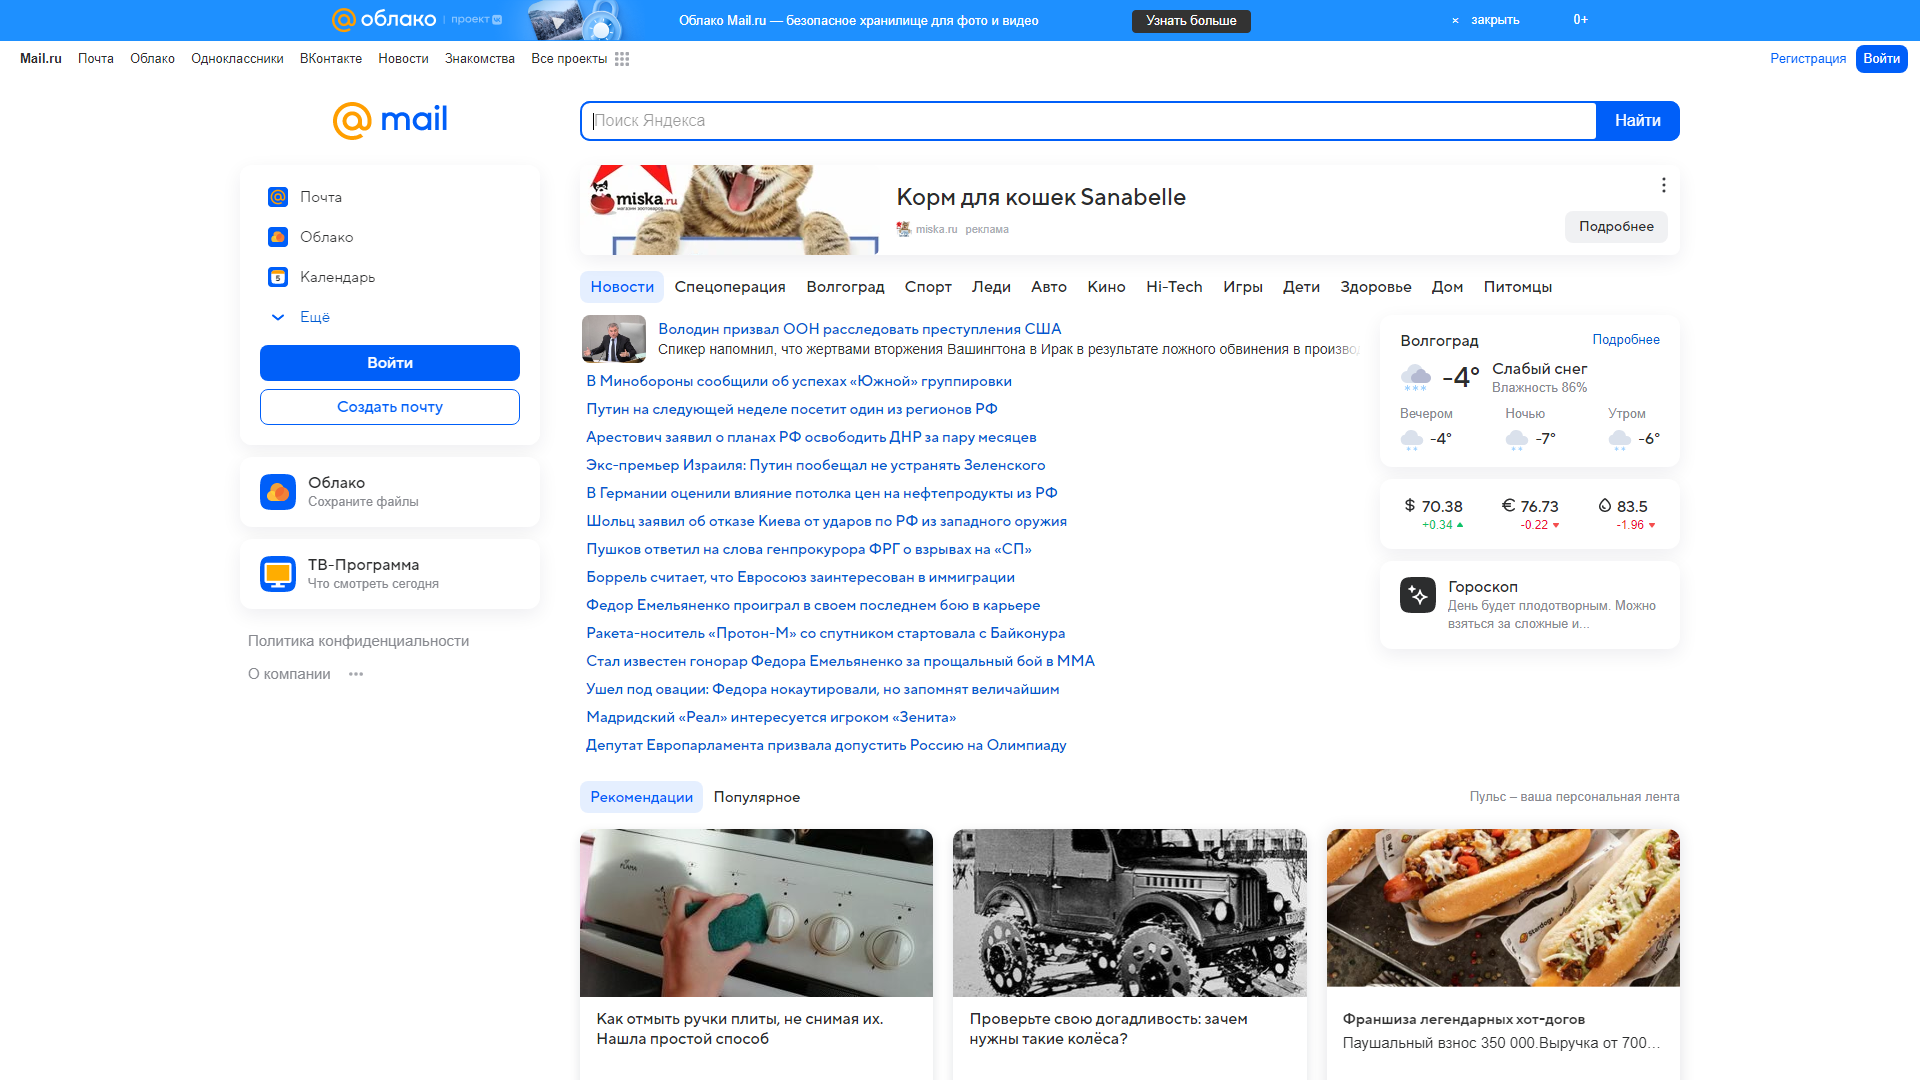 облако проект
Облако Mail.ru — безопасное хранилище для фото и видео
Узнать больше
× закрыть
0+
Mail.ru Почта Облако Одноклассники ВКонтакте Новости Знакомства Все проекты
Регистрация Войти
mail
Поиск Яндекса
Найти
Почта
Облако
5 Календарь
Ещё
Войти
Создать почту
Облако
Сохраните файлы
ТВ-Программа
Что смотреть сегодня
Политика конфиденциальности
О компании
miska.ru
магазин зоотоваров
Корм для кошек Sanabelle
miska.ru реклама
Подробнее
Новости Спецоперация Волгоград Спорт Леди Авто Кино Hi-Tech Игры Дети Здоровье Дом Питомцы
Володин призвал ООН расследовать преступления США
Спикер напомнил, что жертвами вторжения Вашингтона в Ирак в результате ложного обвинения в произво
В Минобороны сообщили об успехах «Южной» группировки
Путин на следующей неделе посетит один из регионов РФ
Арестович заявил о планах РФ освободить ДНР за пару месяцев
Экс-премьер Израиля: Путин пообещал не устранять Зеленского
В Германии оценили влияние потолка цен на нефтепродукты из РФ
Шольц заявил об отказе Киева от ударов по РФ из западного оружия
Пушков ответил на слова генпрокурора ФРГ о взрывах на «СП»
Боррель считает, что Евросоюз заинтересован в иммиграции
Федор Емельяненко проиграл в своем последнем бою в карьере
Ракета-носитель «Протон-М» со спутником стартовала с Байконура
Стал известен гонорар Федора Емельяненко за прощальный бой в ММА
Ушел под овации: Федора нокаутировали, но запомнят величайшим
Мадридский «Реал» интересуется игроком «Зенита»
Депутат Европарламента призвала допустить Россию на Олимпиаду
Волгоград Подробнее
-4° Слабый снег
Влажность 86%
Вечером Ночью Утром
-4° -7° -6°
$ 70.38 € 76.73 83.5
+0.34 -0.22 -1.96
Гороскоп
День будет плодотворным. Можно
взяться за сложные и...
Рекомендации Популярное
Пульс – ваша персональная лента
FLAMA
Как отмыть ручки плиты, не снимая их.
Нашла простой способ
Проверьте свою догадливость: зачем
нужны такие колёса?
Stardogs
Франшиза легендарных хот-догов
Паушальный взнос 350 000.Выручка от 700…